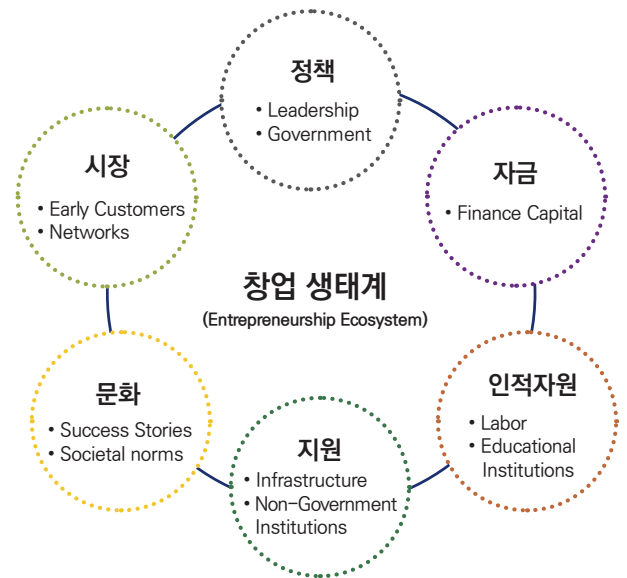 정책
• Leadership
• Government
자금
• Finance Capital
인적자원
• Labor
• Educational
Institutions
지원
• Infrastructure
• Non-Government
Institutions
문화
• Success Stories
• Societal norms
시장
• Early Customers
• Networks
창업 생태계
(Entrepreneurship Ecosystem)